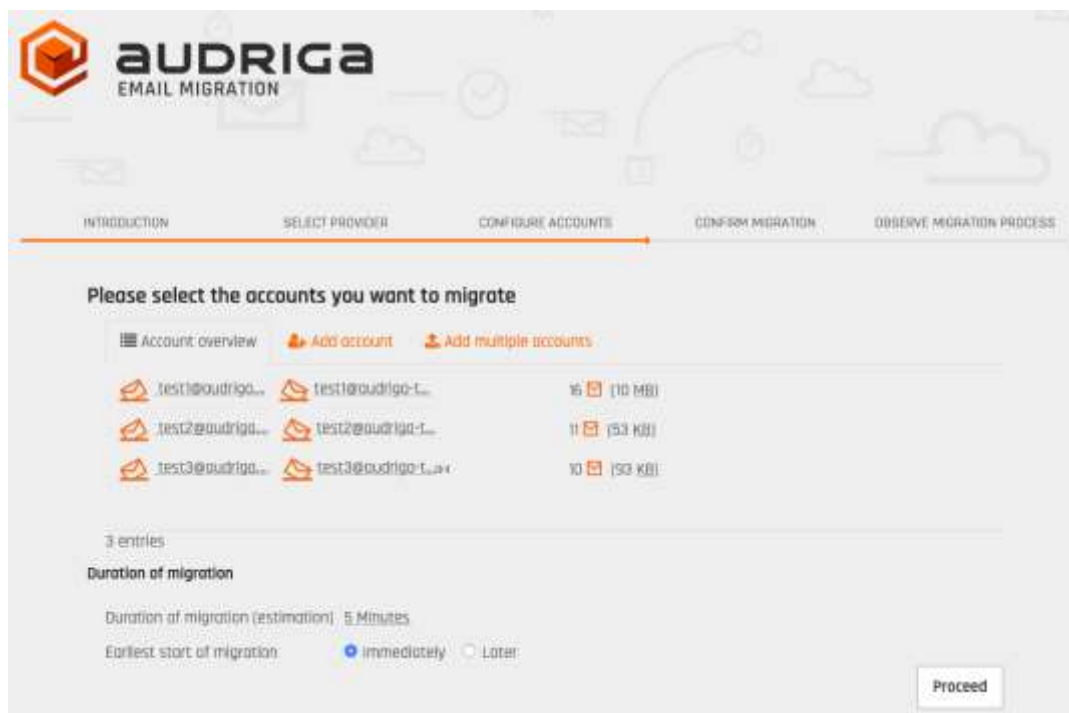 audriga
EMAIL MIGRATION
INTRODUCTION SELECT PROVIDER CONFIGURE ACCOUNTS CONFIRM MIGRATION OBSERVE MIGRATION PROCESS
Please select the accounts you want to migrate
Account overview Add account Add multiple accounts
test1@audriga... test1@audriga-t... 16 (10 MB)
test2@audriga... test2@audriga-t... 11 (53 KB)
test3@audriga... test3@audriga-t... 10 (93 KB)
3 entries
Duration of migration
Duration of migration (estimation) 5 Minutes
Earliest start of migration Immediately Later
Proceed